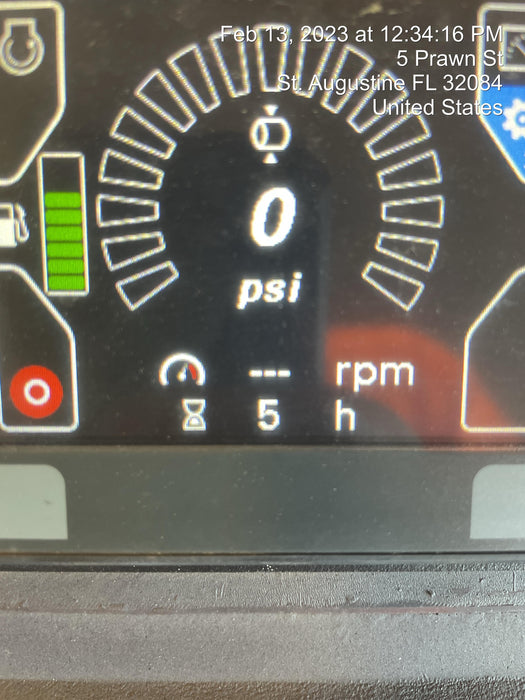 Feb 13, 2023 at 12:34:16 PM
5 Prawn St
St. Augustine FL 32084
United States
0
psi
--- rpm
5 h